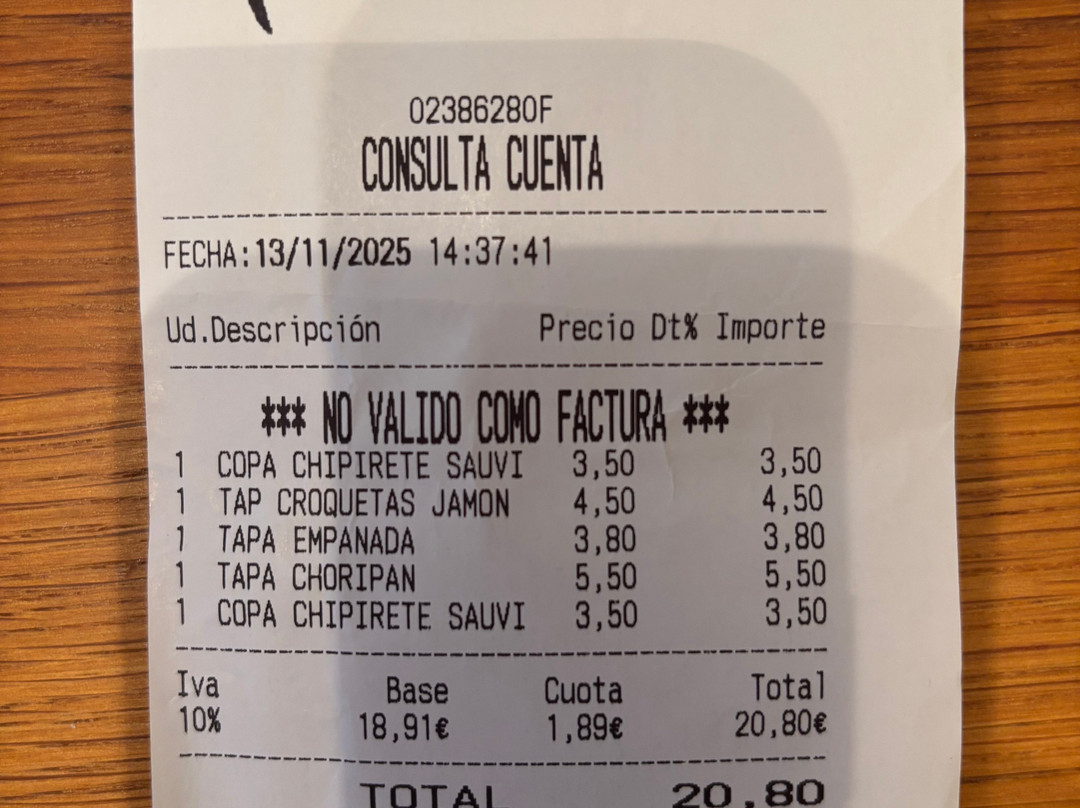 02386280F
CONSULTA CUENTA
FECHA:13/11/2025 14:37:41
Ud.Descripción Precio Dt% Importe
*** NO VALIDO COMO FACTURA ***
1 COPA CHIPIRETE SAUVI 3,50 3,50
1 TAP CROQUETAS JAMON 4,50 4,50
1 TAPA EMPANADA 3,80 3,80
1 TAPA CHORIPAN 5,50 5,50
1 COPA CHIPIRETE SAUVI 3,50 3,50
Iva Base Cuota Total
10% 18,91€ 1,89€ 20,80€
TOTAL 20,80